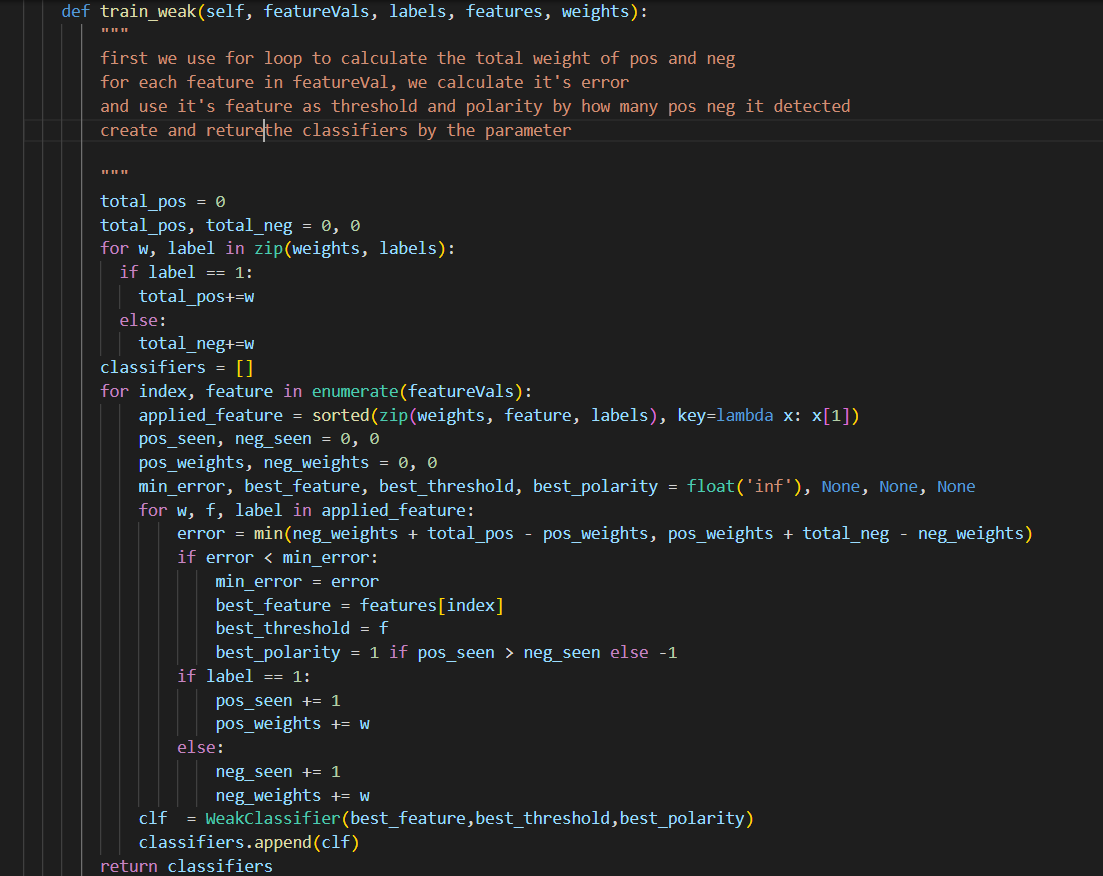 def train_weak(self, featureVals, labels, features, weights):
"""
first we use for loop to calculate the total weight of pos and neg
for each feature in featureVal, we calculate it's error
and use it's feature as threshold and polarity by how many pos neg it detected
create and returethe classifiers by the parameter
"""
total_pos = 0
total_pos, total_neg = 0, 0
for w, label in zip(weights, labels):
if label == 1:
total_pos+=w
else:
total_neg+=w
classifiers = []
for index, feature in enumerate(featureVals):
applied_feature = sorted(zip(weights, feature, labels), key=lambda x: x[1])
pos_seen, neg_seen = 0, 0
pos_weights, neg_weights = 0, 0
min_error, best_feature, best_threshold, best_polarity = float('inf'), None, None, None
for w, f, label in applied_feature:
error = min(neg_weights + total_pos - pos_weights, pos_weights + total_neg - neg_weights)
if error < min_error:
min_error = error
best_feature = features[index]
best_threshold = f
best_polarity = 1 if pos_seen > neg_seen else -1
if label == 1:
pos_seen += 1
pos_weights += w
else:
neg_seen += 1
neg_weights += w
clf  = WeakClassifier(best_feature,best_threshold,best_polarity)
classifiers.append(clf)
return classifiers